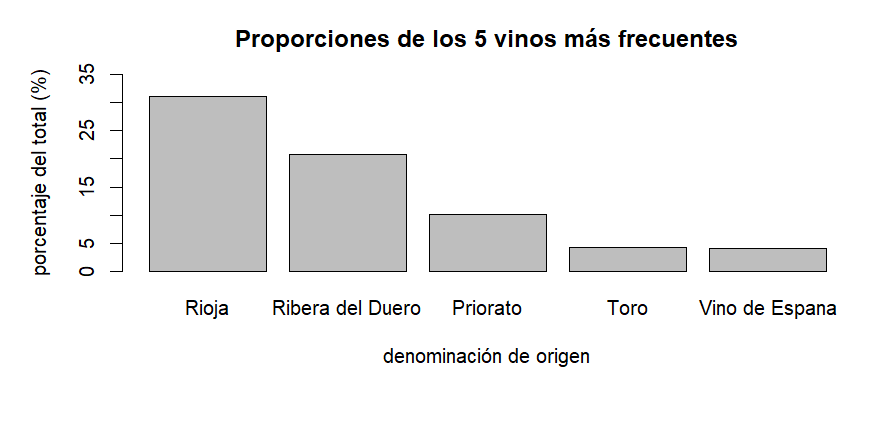 Proporciones de los 5 vinos más frecuentes
porcentaje del total (%)
35
25
15
5
0
Rioja
Ribera del Duero
Priorato
Toro
Vino de Espana
denominación de origen